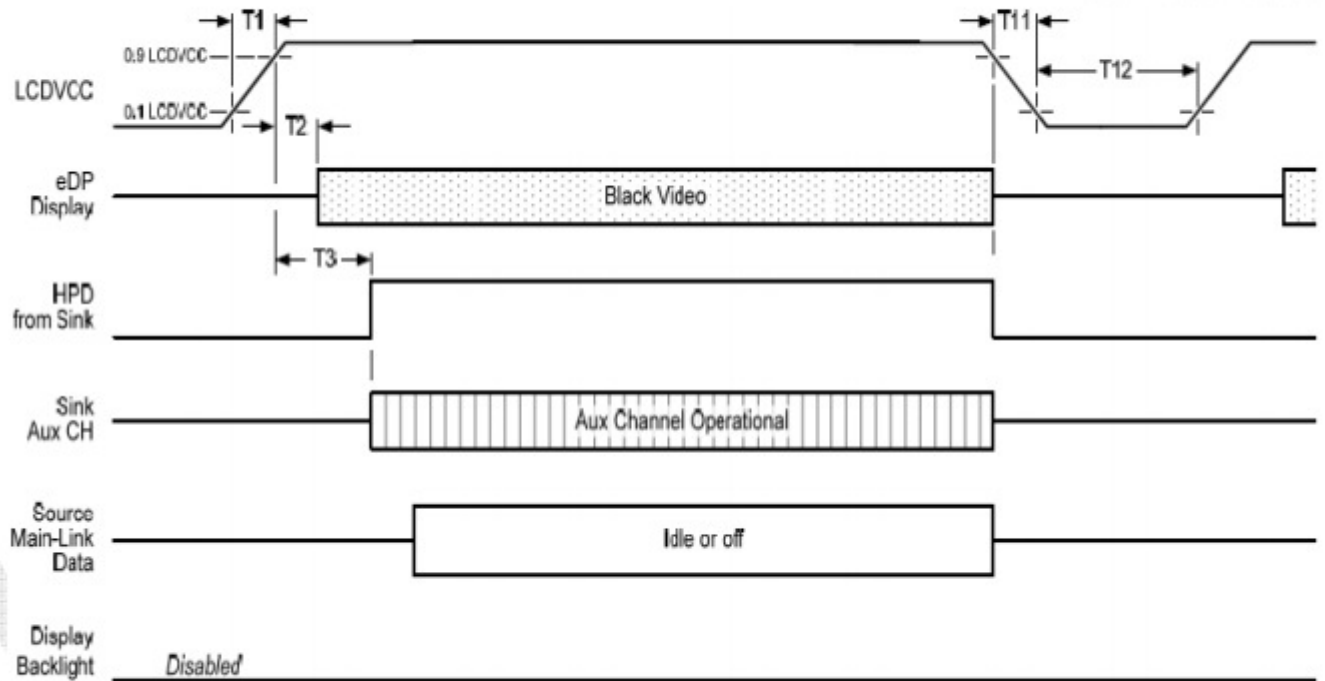 T1
0.9 LCDVCC
LCDVCC
0.1 LCDVCC
T11
T12
T2
eDP
Display
Black Video
T3
HPD
from Sink
Sink
Aux CH
Aux Channel Operational
Source
Main-Link
Data
Idle or off
Display
Backlight
Disabled